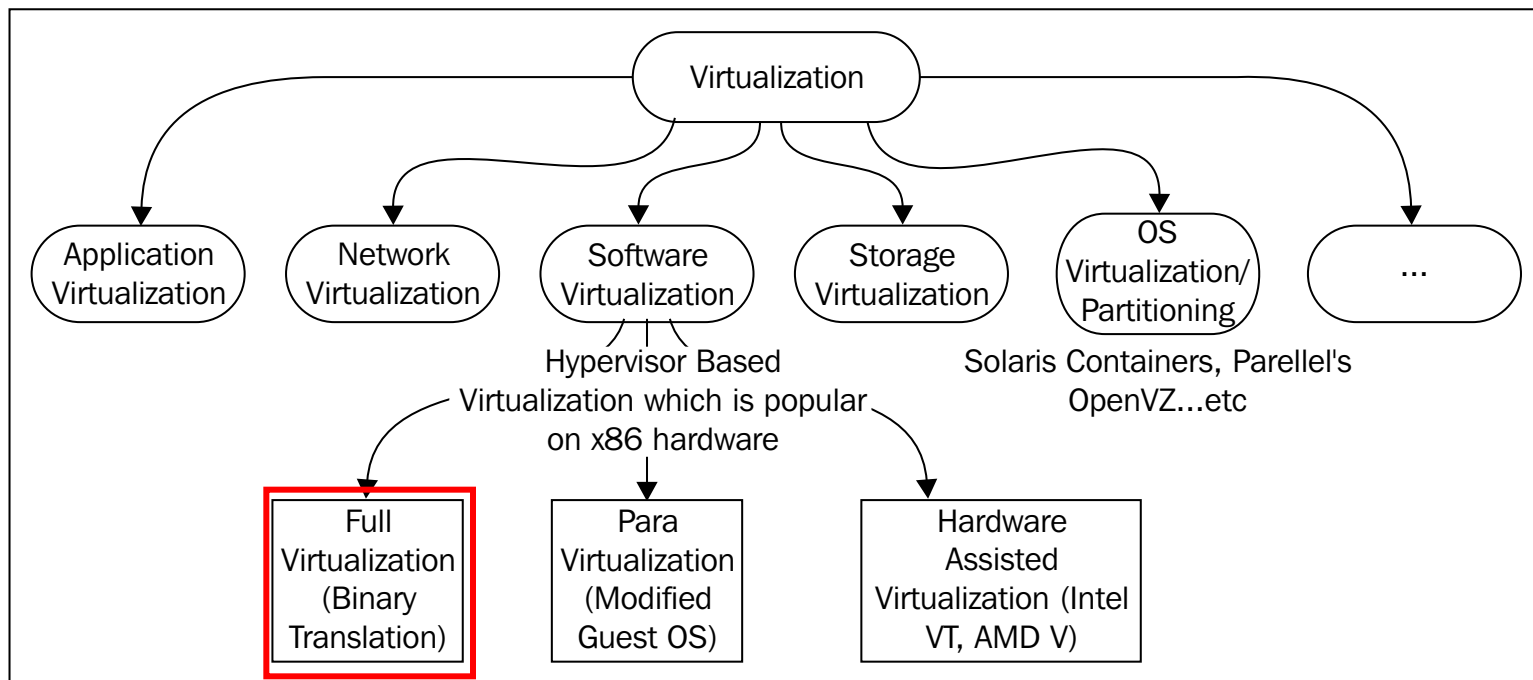 Virtualization
Application
Virtualization
Network
Virtualization
Software
Virtualization
Storage
Virtualization
OS
Virtualization/
Partitioning
...
Hypervisor Based
Virtualization which is popular
on x86 hardware
Solaris Containers, Parellel's
OpenVZ...etc
Full
Virtualization
(Binary
Translation)
Para
Virtualization
(Modified
Guest OS)
Hardware
Assisted
Virtualization (Intel
VT, AMD V)